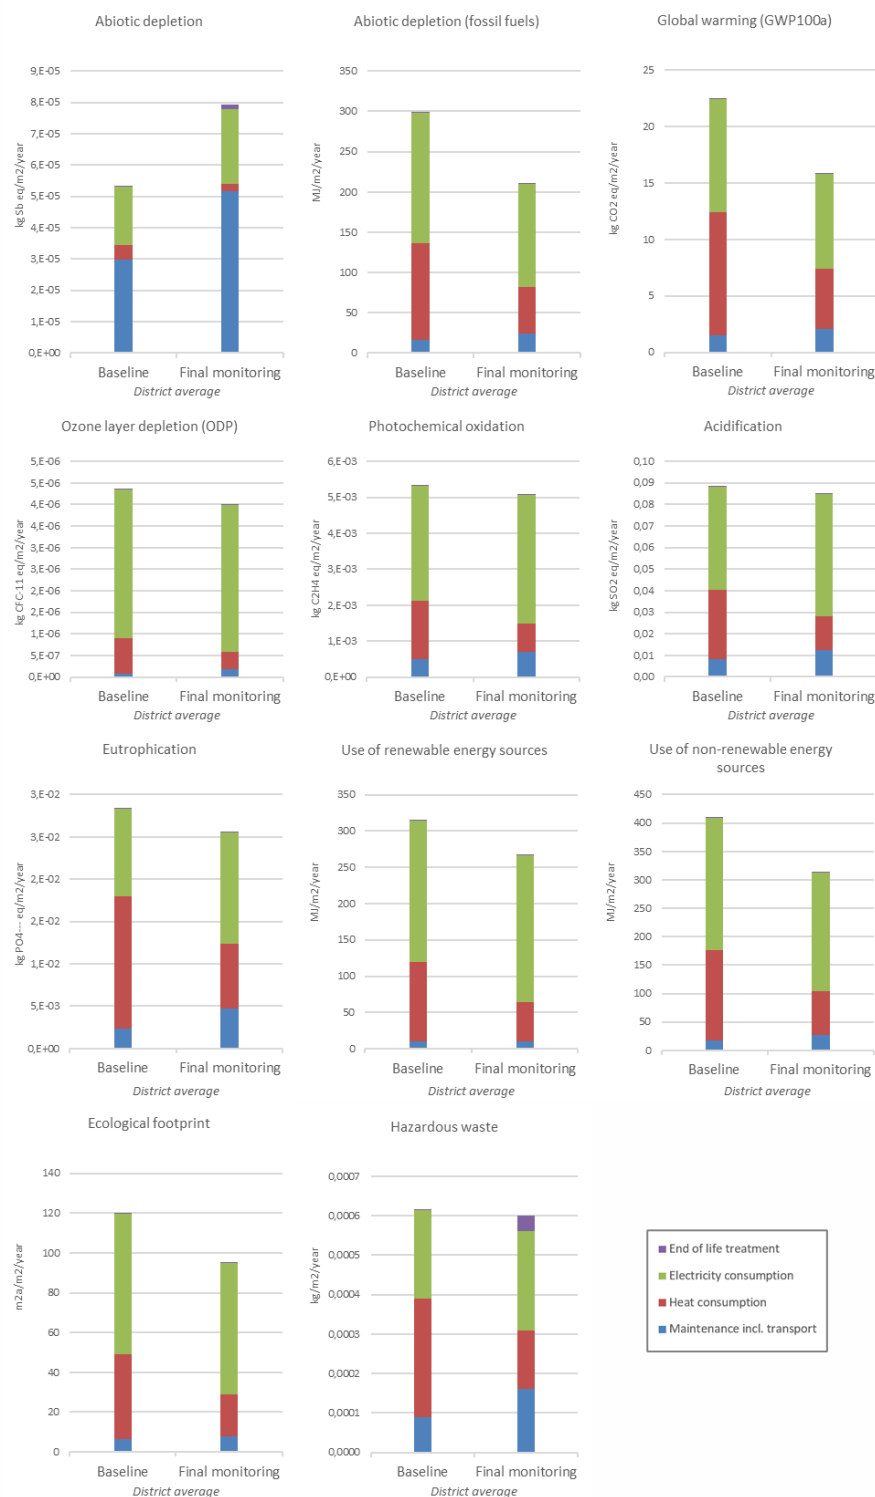 Abiotic depletion
kg Sb eq/m2/year
9,E-05
8,E-05
7,E-05
6,E-05
5,E-05
4,E-05
3,E-05
2,E-05
1,E-05
0,E+00
Baseline Final monitoring
District average
Abiotic depletion (fossil fuels)
MJ/m2/year
350
300
250
200
150
100
50
0
Baseline Final monitoring
District average
Global warming (GWP100a)
kg CO2 eq/m2/year
25
20
15
10
5
0
Baseline Final monitoring
District average
Ozone layer depletion (ODP)
kg CFC-11 eq/m2/year
5,E-06
5,E-06
4,E-06
4,E-06
3,E-06
3,E-06
2,E-06
2,E-06
1,E-06
5,E-07
0,E+00
Baseline Final monitoring
District average
Photochemical oxidation
kg C2H4 eq/m2/year
6,E-03
5,E-03
4,E-03
3,E-03
2,E-03
1,E-03
0,E+00
Baseline Final monitoring
District average
Acidification
kg SO2 eq/m2/year
0,10
0,09
0,08
0,07
0,06
0,05
0,04
0,03
0,02
0,01
0,00
Baseline Final monitoring
District average
Eutrophication
kg PO4--- eq/m2/year
3,E-02
3,E-02
2,E-02
2,E-02
1,E-02
5,E-03
0,E+00
Baseline Final monitoring
District average
Use of renewable energy sources
MJ/m2/year
350
300
250
200
150
100
50
0
Baseline Final monitoring
District average
Use of non-renewable energy
sources
MJ/m2/year
450
400
350
300
250
200
150
100
50
0
Baseline Final monitoring
District average
Ecological footprint
m2a/m2/year
140
120
100
80
60
40
20
0
Baseline Final monitoring
District average
Hazardous waste
kg/m2/year
0,0007
0,0006
0,0005
0,0004
0,0003
0,0002
0,0001
0,0000
Baseline Final monitoring
District average
End of life treatment
Electricity consumption
Heat consumption
Maintenance incl. transport